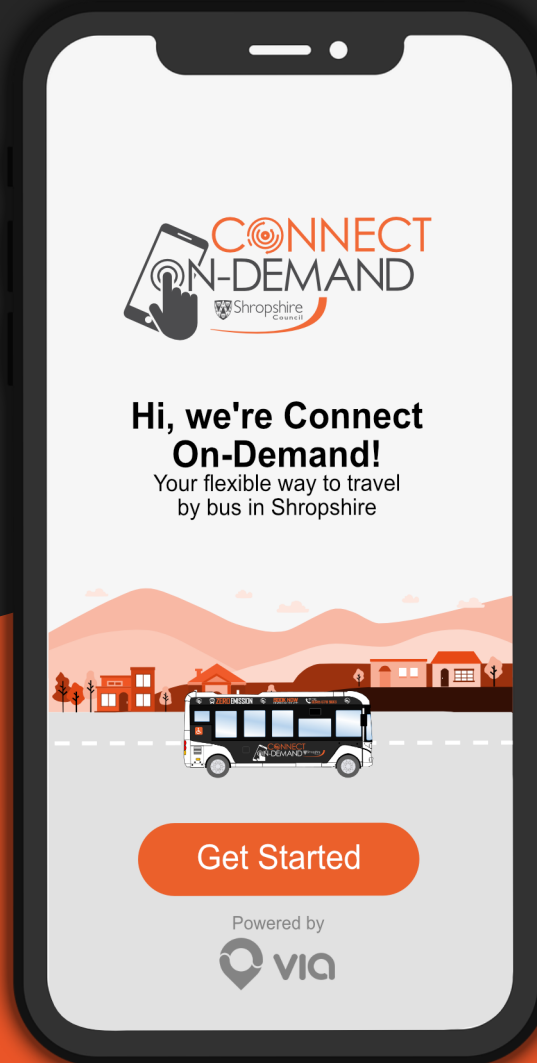 CONNECT
ON-DEMAND
Shropshire
Council
Hi, we're Connect
On-Demand!
Your flexible way to travel
by bus in Shropshire
ZERO EMISSION
CONNECT
ON-DEMAND
Get Started
Powered by
via